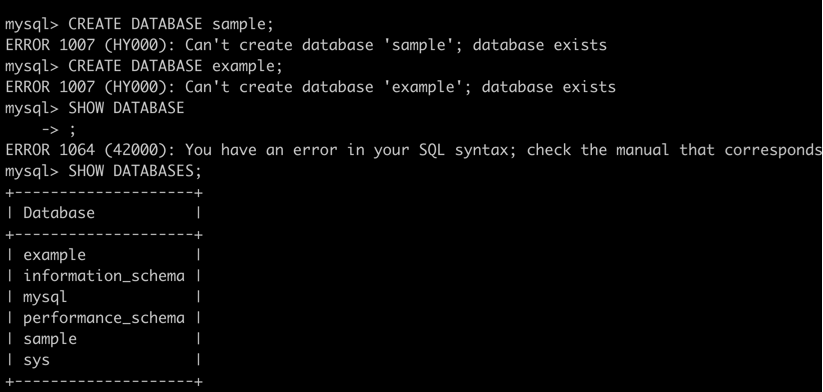 mysql> CREATE DATABASE sample;
ERROR 1007 (HY000): Can't create database 'sample'; database exists
mysql> CREATE DATABASE example;
ERROR 1007 (HY000): Can't create database 'example'; database exists
mysql> SHOW DATABASE
    -> ;
ERROR 1064 (42000): You have an error in your SQL syntax; check the manual that corresponds
mysql> SHOW DATABASES;
+--------------------+
| Database           |
+--------------------+
| example            |
| information_schema |
| mysql              |
| performance_schema |
| sample             |
| sys                |
+--------------------+